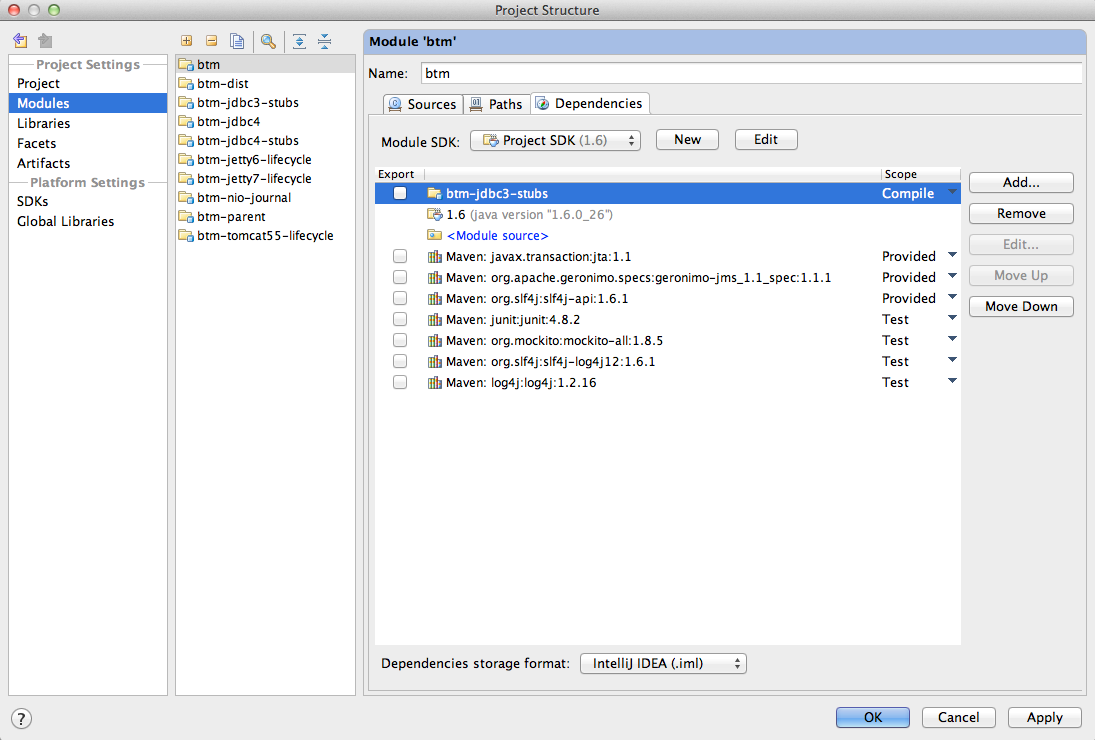 Project Structure
Project Settings
Project
Modules
Libraries
Facets
Artifacts
Platform Settings
SDKs
Global Libraries
btm
btm-dist
btm-jdbc3-stubs
btm-jdbc4
btm-jdbc4-stubs
btm-jetty6-lifecycle
btm-jetty7-lifecycle
btm-nio-journal
btm-parent
btm-tomcat55-lifecycle
Module 'btm'
Name: btm
Sources Paths Dependencies
Module SDK: Project SDK (1.6) New Edit
Export Scope
btm-jdbc3-stubs Compile
1.6 (java version "1.6.0_26")
<Module source>
Maven: javax.transaction:jta:1.1 Provided
Maven: org.apache.geronimo.specs:geronimo-jms_1.1_spec:1.1.1 Provided
Maven: org.slf4j:slf4j-api:1.6.1 Provided
Maven: junit:junit:4.8.2 Test
Maven: org.mockito:mockito-all:1.8.5 Test
Maven: org.slf4j:slf4j-log4j12:1.6.1 Test
Maven: log4j:log4j:1.2.16 Test
Add...
Remove
Edit...
Move Up
Move Down
Dependencies storage format: IntelliJ IDEA (.iml)
? OK Cancel Apply